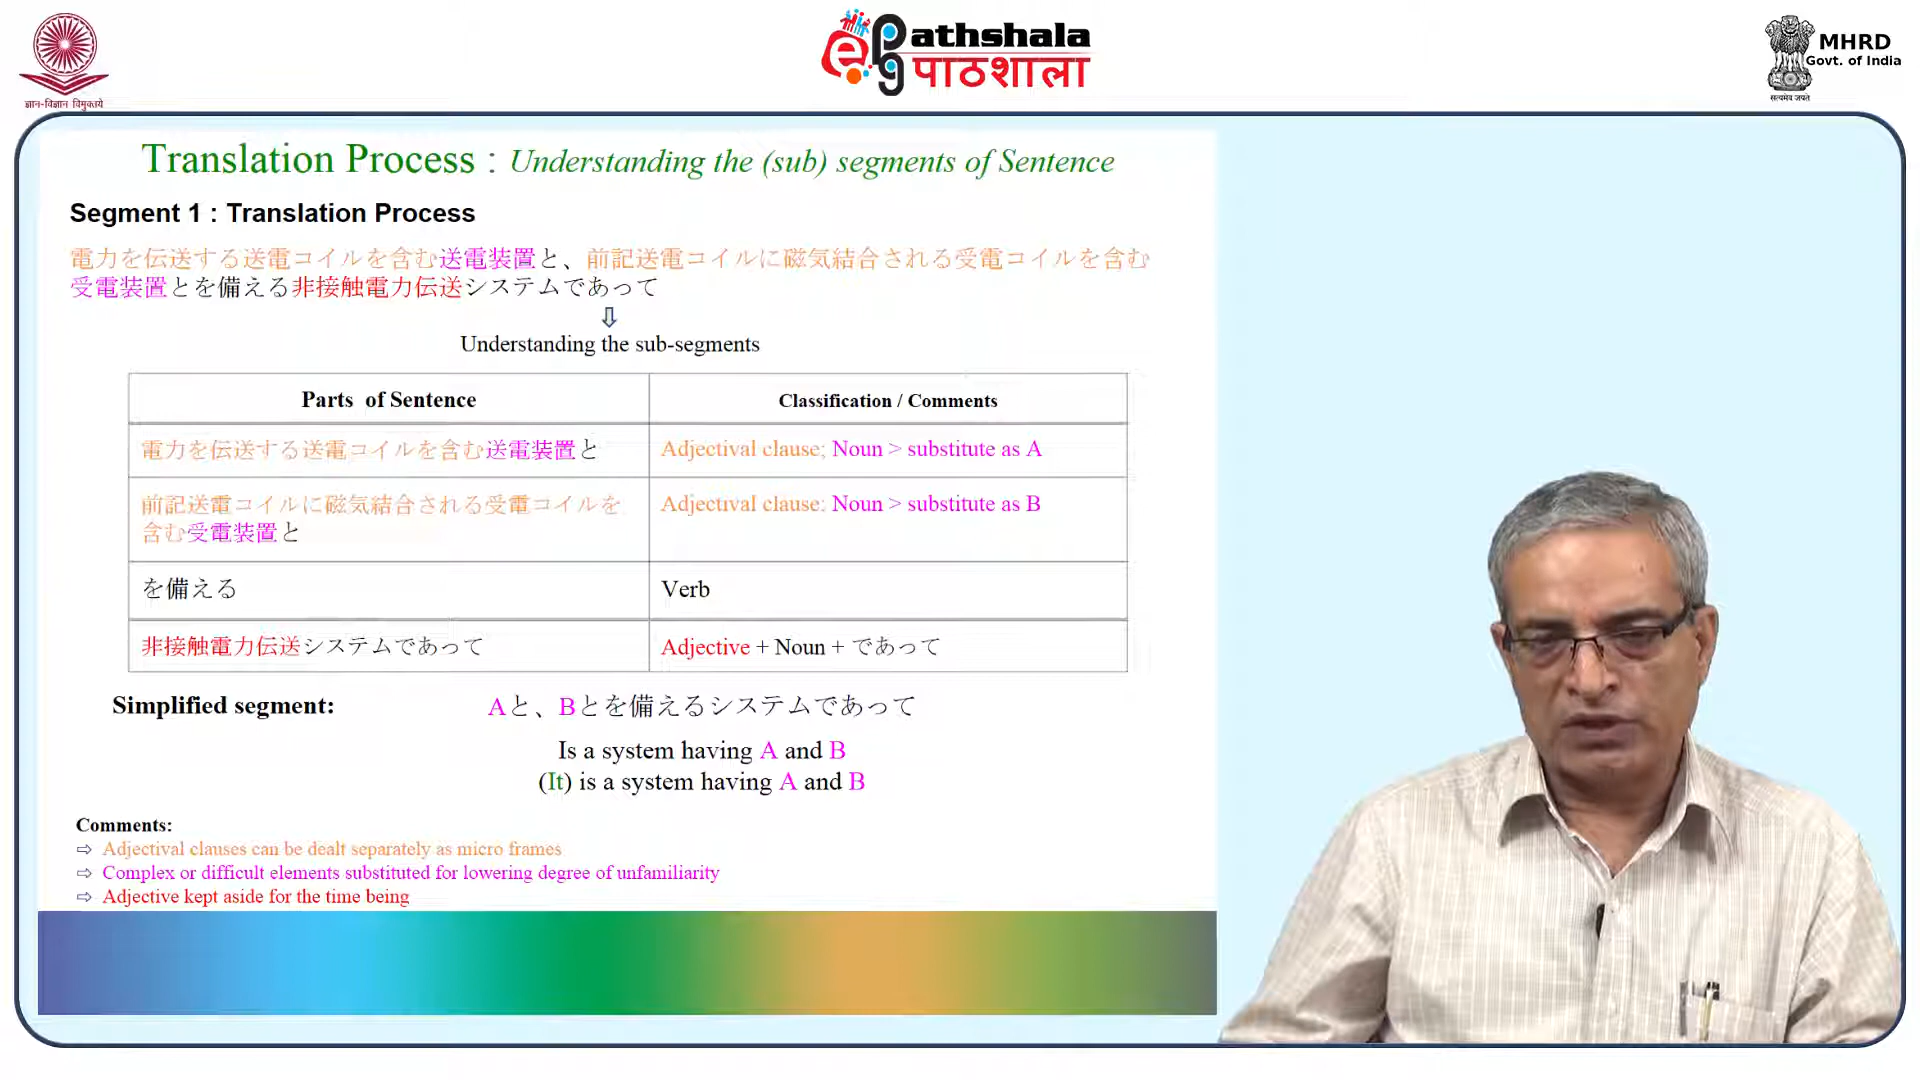 ज्ञान-विज्ञान विमुक्तये
ePathshala
पाठशाला
MHRD
Govt. of India
सत्यमेव जयते
Translation Process : Understanding the (sub) segments of Sentence
Segment 1 : Translation Process
電力を伝送する送電コイルを含む送電装置と、前記送電コイルに磁気結合される受電コイルを含む
受電装置とを備える非接触電力伝送システムであって
⇩
Understanding the sub-segments
Parts of Sentence
Classification / Comments
電力を伝送する送電コイルを含む送電装置と
Adjectival clause; Noun > substitute as A
前記送電コイルに磁気結合される受電コイルを
含む受電装置と
Adjectival clause: Noun > substitute as B
を備える
Verb
非接触電力伝送システムであって
Adjective + Noun + であって
Simplified segment:
Aと、Bとを備えるシステムであって
Is a system having A and B
(It) is a system having A and B
Comments:
⇨ Adjectival clauses can be dealt separately as micro frames
⇨ Complex or difficult elements substituted for lowering degree of unfamiliarity
⇨ Adjective kept aside for the time being